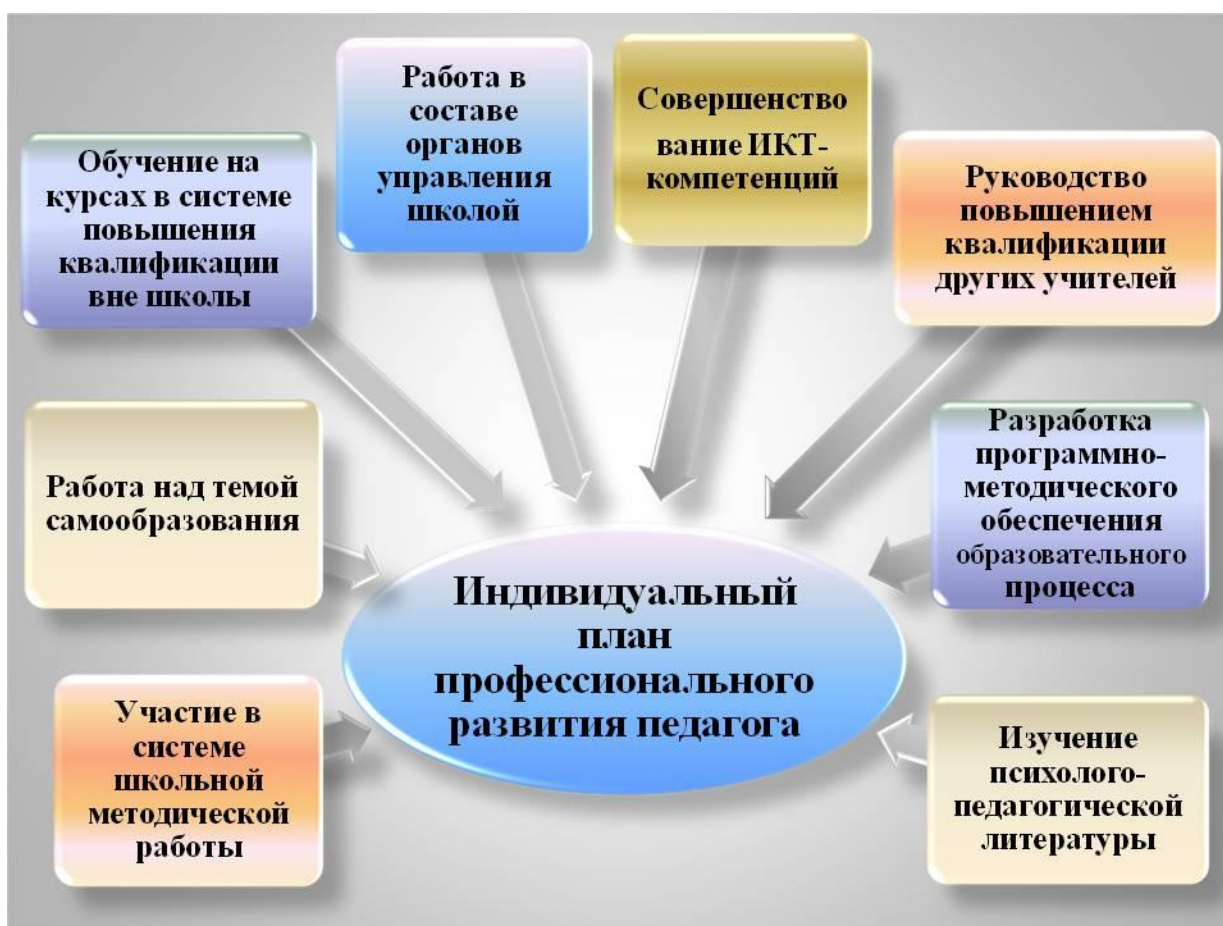 Обучение на
курсах в системе
повышения
квалификации
вне школы
Работа в
составе
органов
управления
школой
Совершенство
вание ИКТ-
компетенций
Руководство
повышением
квалификации
других учителей
Работа над темой
самообразования
Разработка
программно-
методического
обеспечения
образовательного
процесса
Индивидуальный
план
профессионального
развития педагога
Участие в
системе
школьной
методической
работы
Изучение
психолого-
педагогической
литературы